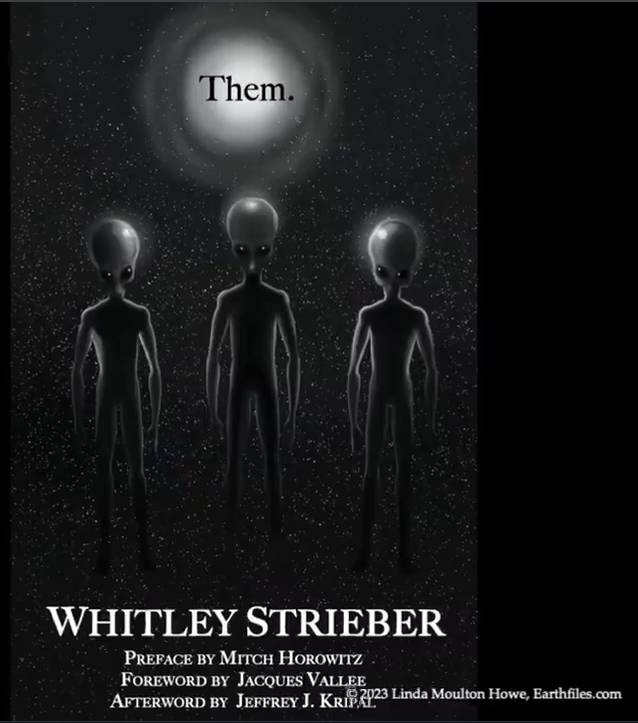 Them.
WHITLEY STRIEBER
PREFACE BY MITCH HOROWITZ
FOREWORD BY JACQUES VALLEE
AFTERWORD BY JEFFREY J. KRIPAL
© 2023 Linda Moulton Howe, Earthfiles.com